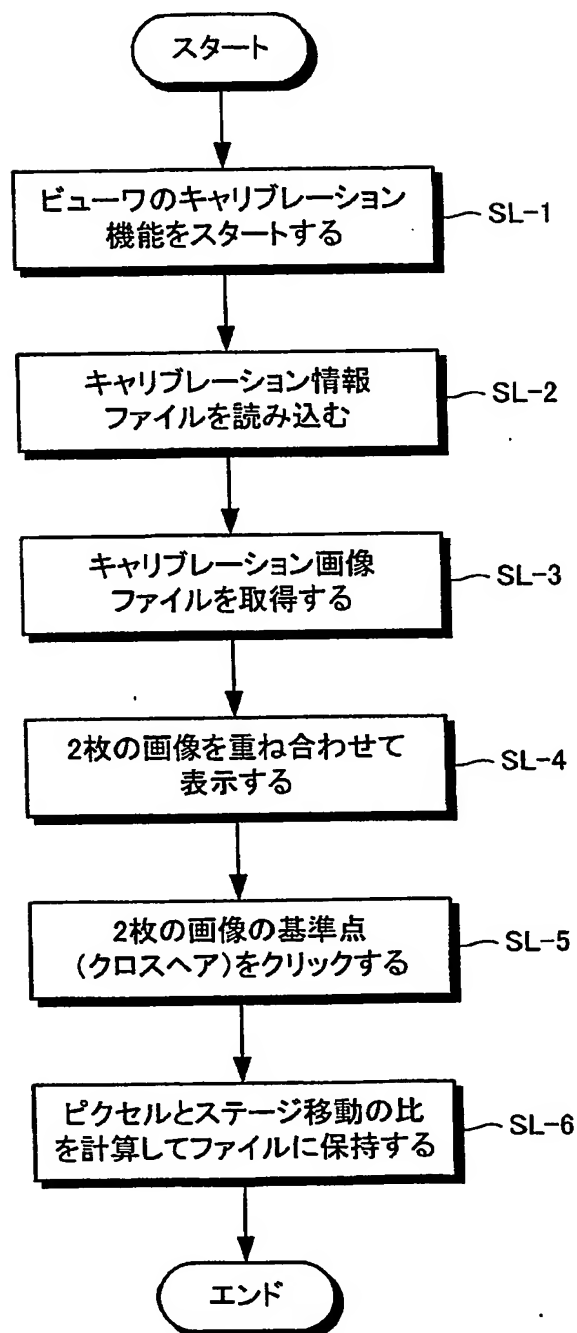 スタート
ビューワのキャリブレーション
機能をスタートする
SL-1
キャリブレーション情報
ファイルを読み込む
SL-2
キャリブレーション画像
ファイルを取得する
SL-3
2枚の画像を重ね合わせて
表示する
SL-4
2枚の画像の基準点
(クロスヘア)をクリックする
SL-5
ピクセルとステージ移動の比
を計算してファイルに保持する
SL-6
エンド